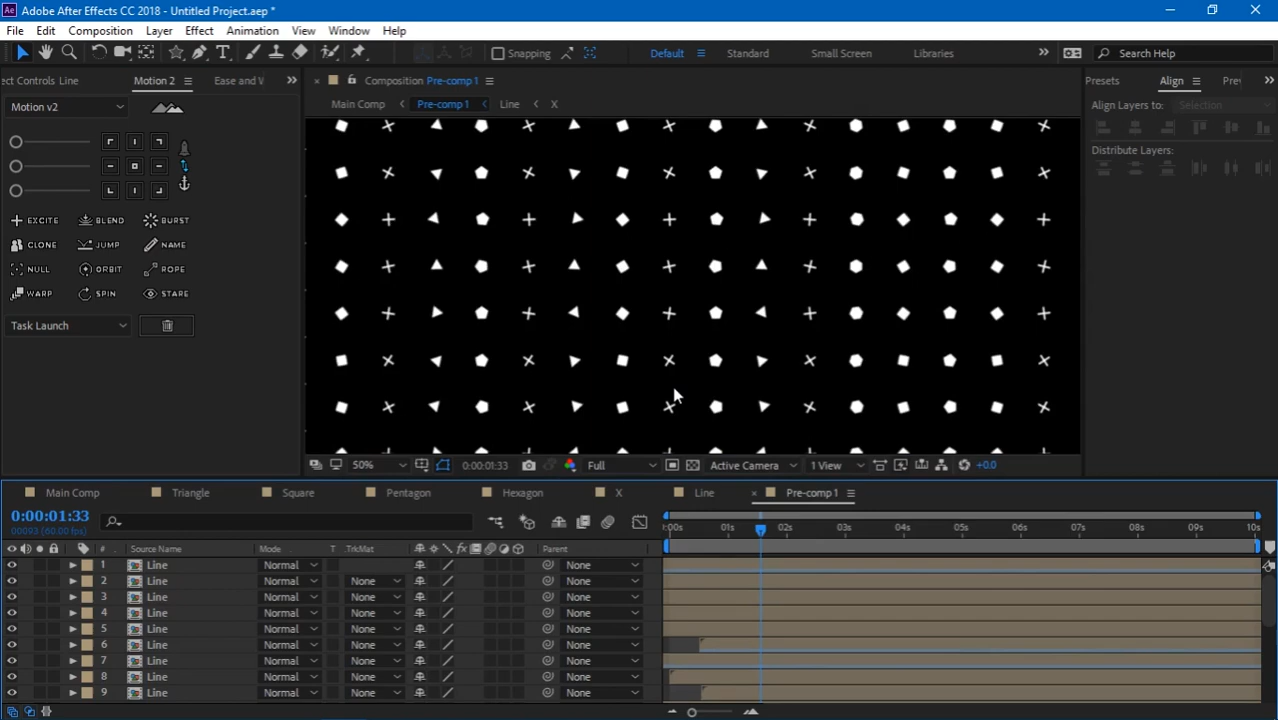 Adobe After Effects CC 2018 - Untitled Project.aep *
File Edit Composition Layer Effect Animation View Window Help
Snapping Default Standard Small Screen Libraries Search Help
ect Controls Line Motion 2 Ease and Composition Pre-comp 1 Presets Align
Motion v2 Main Comp Pre-comp 1 Line X Align Layers to: Selection
Distribute Layers:
EXCITE BLEND BURST
CLONE JUMP NAME
NULL ORBIT ROPE
WARP SPIN STARE
Task Launch
50% 0:00:01:33 Full Active Camera 1 View +0.0
Main Comp Triangle Square Pentagon Hexagon X Line Pre-comp 1
0:00:01:33
00093 (60.00 fps)
:00s 01s 02s 03s 04s 05s 06s 07s 08s 09s 10s
# Source Name Mode T .TrkMat Parent
1 Line Normal None
2 Line Normal None None
3 Line Normal None None
4 Line Normal None None
5 Line Normal None None
6 Line Normal None None
7 Line Normal None None
8 Line Normal None None
9 Line Normal None None